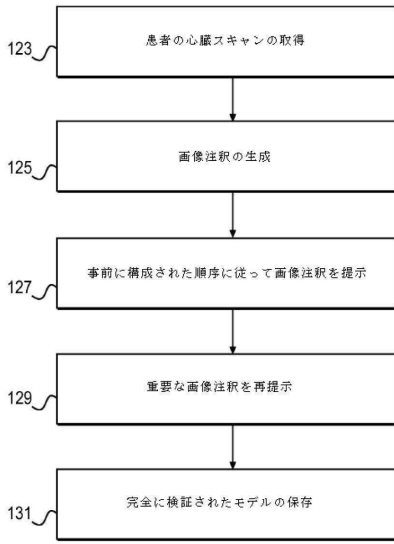 123
患者の心臓スキャンの取得
125
画像注釈の生成
127
事前に構成された順序に従って画像注釈を提示
129
重要な画像注釈を再提示
131
完全に検証されたモデルの保存